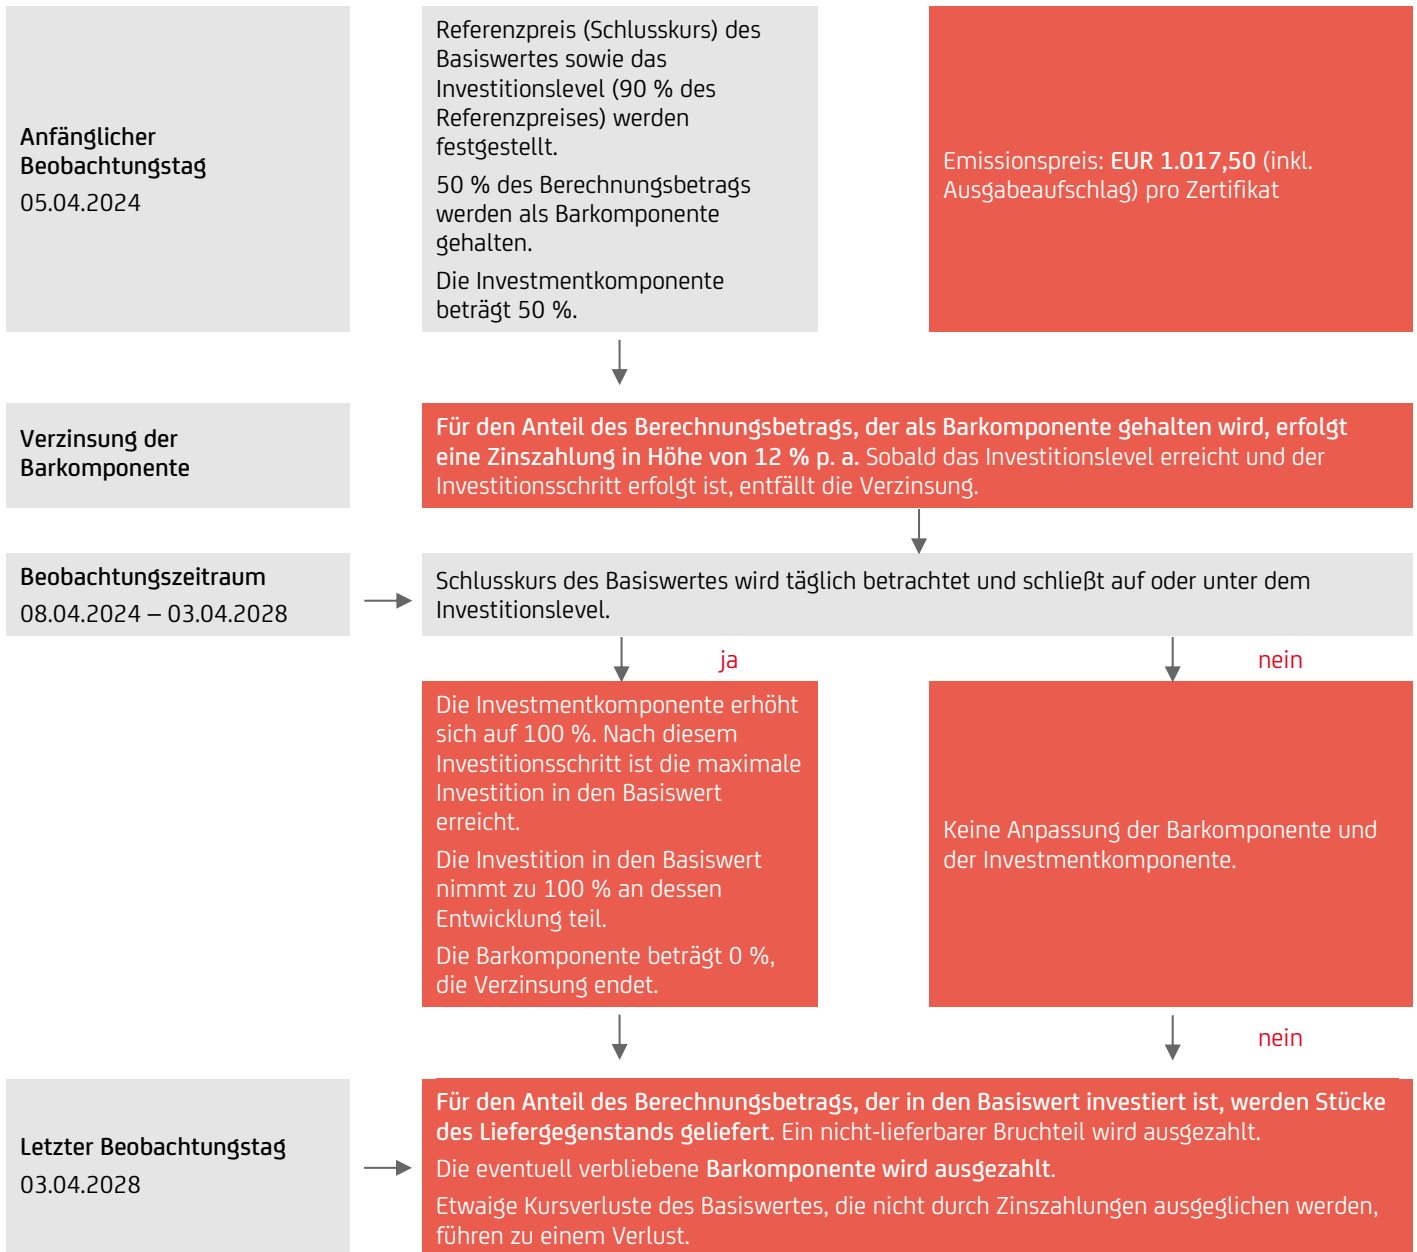 Anfänglicher
Beobachtungstag
05.04.2024
Referenzpreis (Schlusskurs) des
Basiswertes sowie das
Investitionslevel (90 % des
Referenzpreises) werden
festgestellt.
50 % des Berechnungsbetrags
werden als Barkomponente
gehalten.
Die Investmentkomponente
beträgt 50 %.
Emissionspreis: EUR 1.017,50 (inkl.
Ausgabeaufschlag) pro Zertifikat
Verzinsung der
Barkomponente
Für den Anteil des Berechnungsbetrags, der als Barkomponente gehalten wird, erfolgt
eine Zinszahlung in Höhe von 12 % p. a. Sobald das Investitionslevel erreicht und der
Investitionsschritt erfolgt ist, entfällt die Verzinsung.
Beobachtungszeitraum
08.04.2024 – 03.04.2028
Schlusskurs des Basiswertes wird täglich betrachtet und schließt auf oder unter dem
Investitionslevel.
ja
nein
Die Investmentkomponente erhöht
sich auf 100 %. Nach diesem
Investitionsschritt ist die maximale
Investition in den Basiswert
erreicht.
Die Investition in den Basiswert
nimmt zu 100 % an dessen
Entwicklung teil.
Die Barkomponente beträgt 0 %,
die Verzinsung endet.
Keine Anpassung der Barkomponente und
der Investmentkomponente.
nein
Letzter Beobachtungstag
03.04.2028
Für den Anteil des Berechnungsbetrags, der in den Basiswert investiert ist, werden Stücke
des Liefergegenstands geliefert. Ein nicht-lieferbarer Bruchteil wird ausgezahlt.
Die eventuell verbliebene Barkomponente wird ausgezahlt.
Etwaige Kursverluste des Basiswertes, die nicht durch Zinszahlungen ausgeglichen werden,
führen zu einem Verlust.